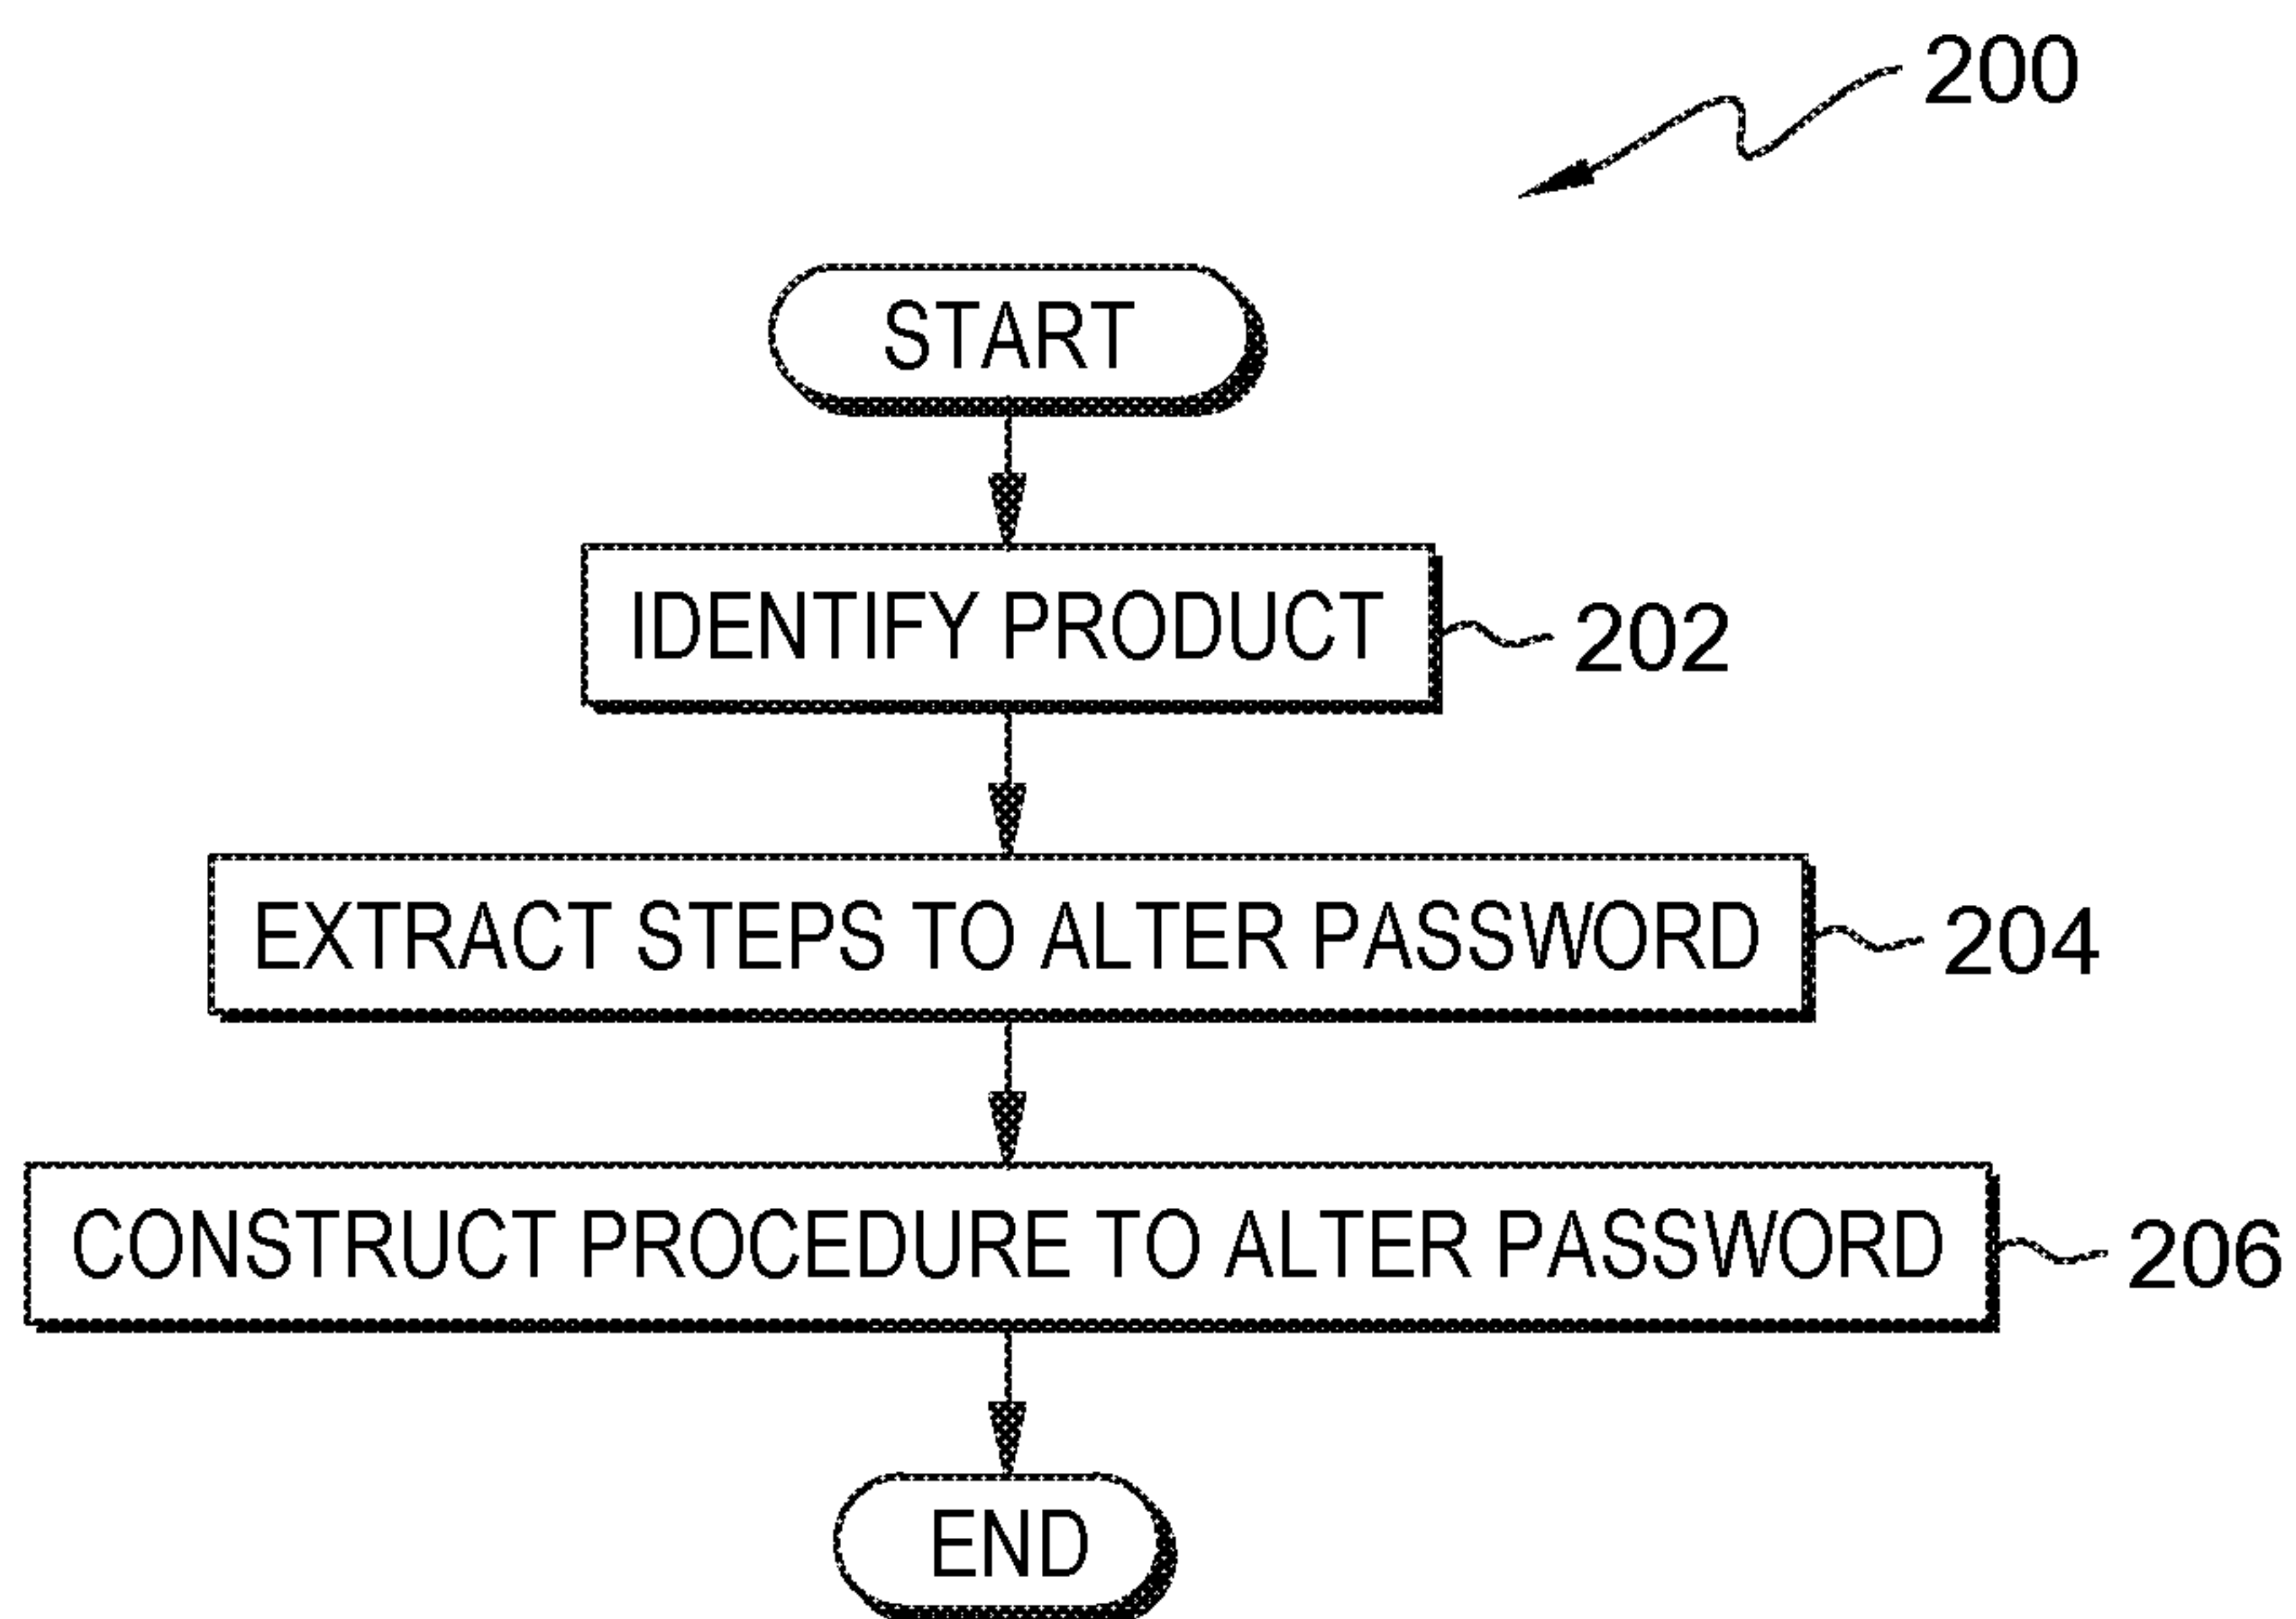 200
START
IDENTIFY PRODUCT 202
EXTRACT STEPS TO ALTER PASSWORD 204
CONSTRUCT PROCEDURE TO ALTER PASSWORD 206
END